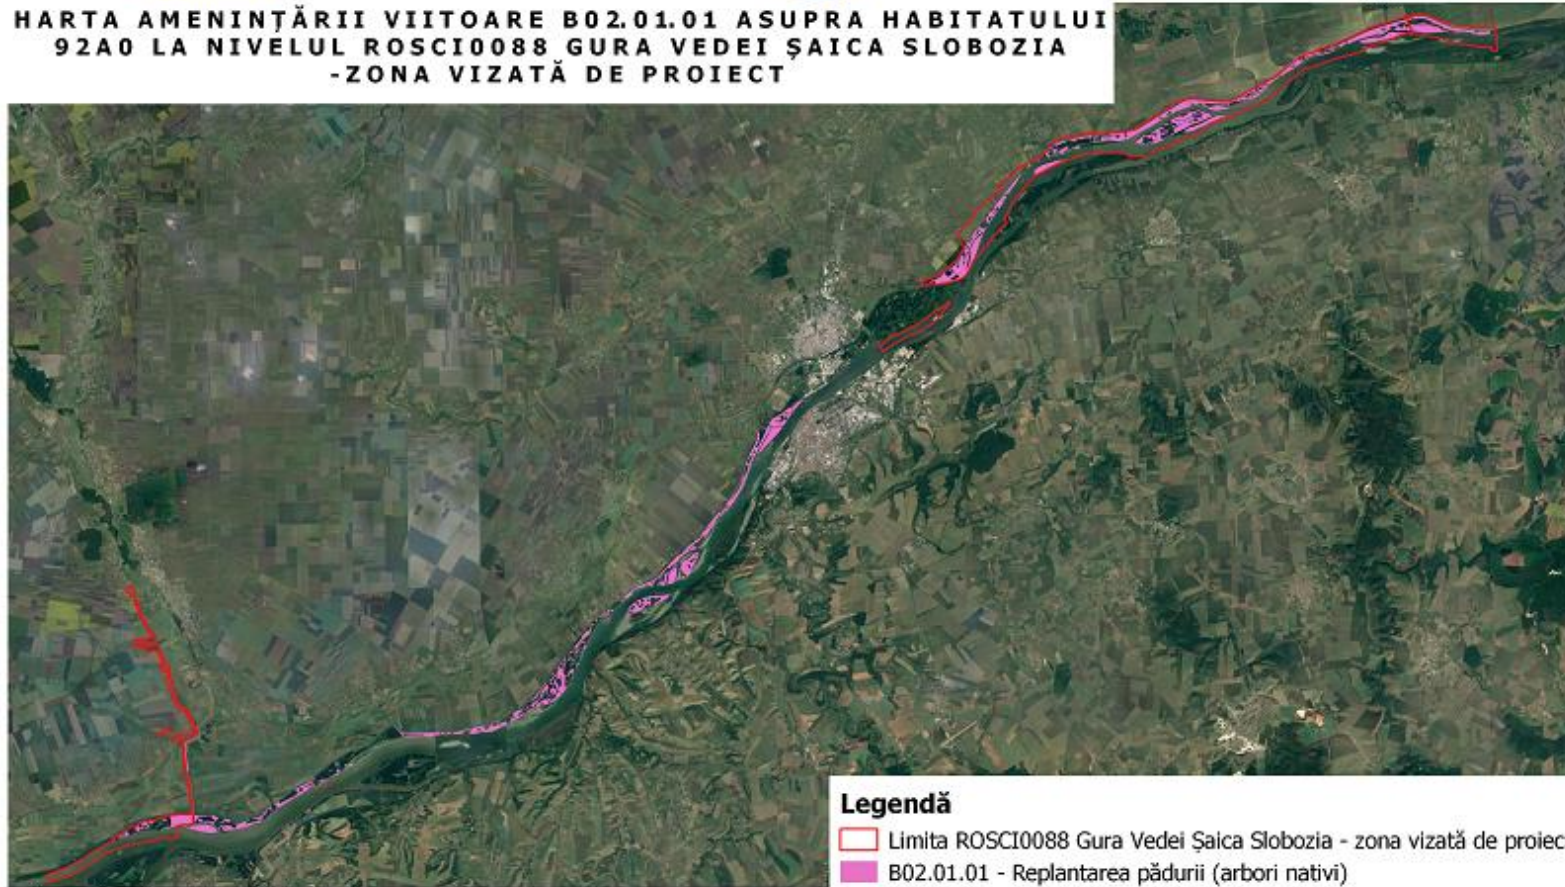 HARTA AMENINȚĂRII VIITOARE B02.01.01 ASUPRA HABITATULUI
92A0 LA NIVELUL ROSCI0088 GURA VEDEI ȘAICA SLOBOZIA
-ZONA VIZATĂ DE PROIECT
Legendă
Limita ROSCI0088 Gura Vedei Șaica Slobozia - zona vizată de proiec
B02.01.01 - Replantarea pădurii (arbori nativi)